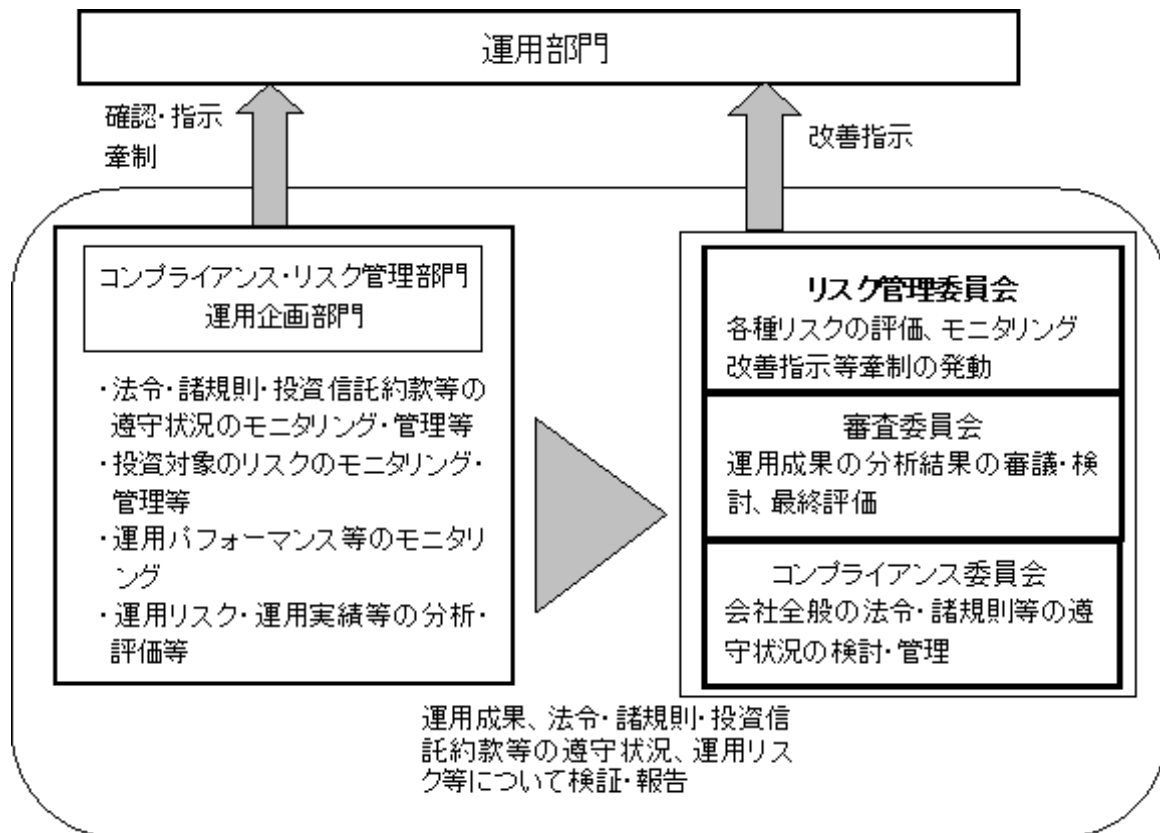 運用部門
確認・指示
牽制
改善指示
コンプライアンス・リスク管理部門
運用企画部門
・法令・諸規則・投資信託約款等の
遵守状況のモニタリング・管理等
・投資対象のリスクのモニタリング・
管理等
・運用パフォーマンス等のモニタリ
ング
・運用リスク・運用実績等の分析・
評価等
リスク管理委員会
各種リスクの評価、モニタリング
改善指示等牽制の発動
審査委員会
運用成果の分析結果の審議・検
討、最終評価
コンプライアンス委員会
会社全般の法令・諸規則等の遵
守状況の検討・管理
運用成果、法令・諸規則・投資信
託約款等の遵守状況、運用リス
ク等について検証・報告